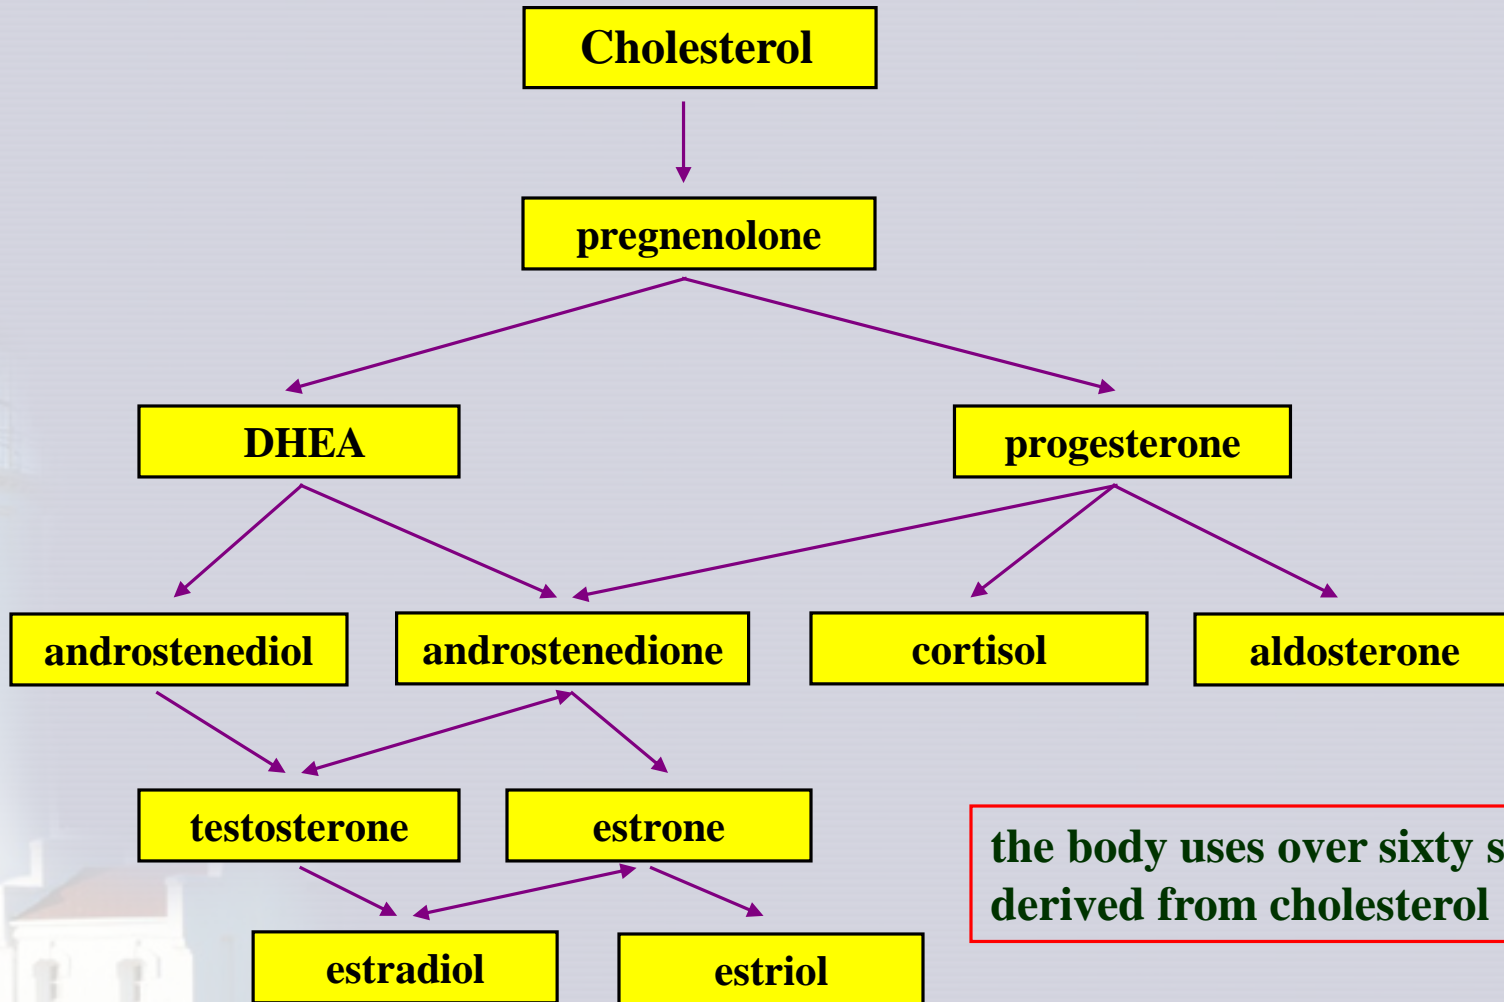 Cholesterol
pregnenolone
DHEA
progesterone
androstenediol
androstenedione
cortisol
aldosterone
testosterone
estrone
the body uses over sixty
derived from cholesterol
estradiol
estriol